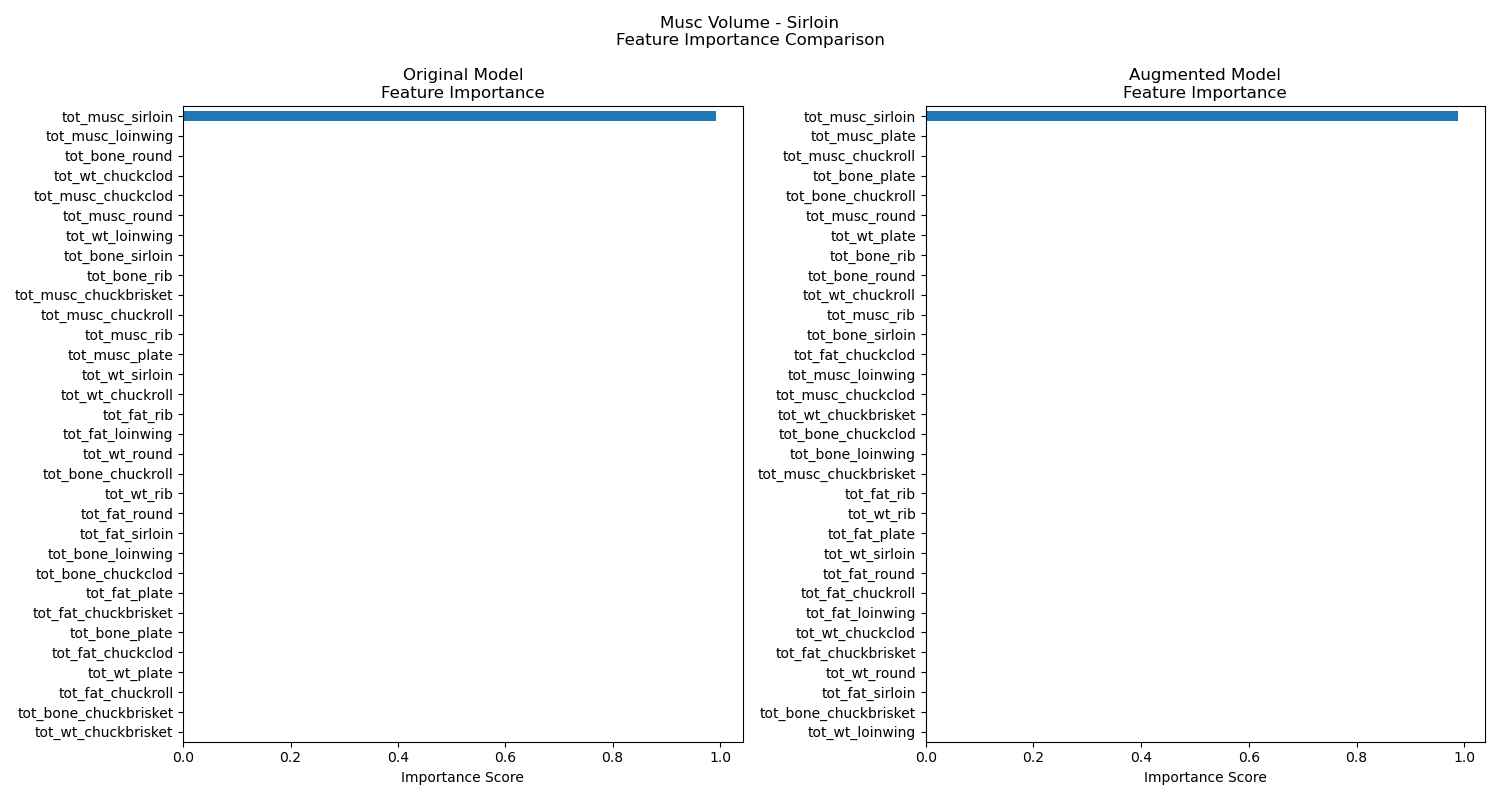 Musc Volume - Sirloin
Feature Importance Comparison
Original Model
Feature Importance
tot_musc_sirloin
tot_musc_loinwing
tot_bone_round
tot_wt_chuckclod
tot_musc_chuckclod
tot_musc_round
tot_wt_loinwing
tot_bone_sirloin
tot_bone_rib
tot_musc_chuckbrisket
tot_musc_chuckroll
tot_musc_rib
tot_musc_plate
tot_wt_sirloin
tot_wt_chuckroll
tot_fat_rib
tot_fat_loinwing
tot_wt_round
tot_bone_chuckroll
tot_wt_rib
tot_fat_round
tot_fat_sirloin
tot_bone_loinwing
tot_bone_chuckclod
tot_fat_plate
tot_fat_chuckbrisket
tot_bone_plate
tot_fat_chuckclod
tot_wt_plate
tot_fat_chuckroll
tot_bone_chuckbrisket
tot_wt_chuckbrisket
0.0 0.2 0.4 0.6 0.8 1.0
Importance Score
Augmented Model
Feature Importance
tot_musc_sirloin
tot_musc_plate
tot_musc_chuckroll
tot_bone_plate
tot_bone_chuckroll
tot_musc_round
tot_wt_plate
tot_bone_rib
tot_bone_round
tot_wt_chuckroll
tot_musc_rib
tot_bone_sirloin
tot_fat_chuckclod
tot_musc_loinwing
tot_musc_chuckclod
tot_wt_chuckbrisket
tot_bone_chuckclod
tot_bone_loinwing
tot_musc_chuckbrisket
tot_fat_rib
tot_wt_rib
tot_fat_plate
tot_wt_sirloin
tot_fat_round
tot_fat_chuckroll
tot_fat_loinwing
tot_wt_chuckclod
tot_fat_chuckbrisket
tot_wt_round
tot_fat_sirloin
tot_bone_chuckbrisket
tot_wt_loinwing
0.0 0.2 0.4 0.6 0.8 1.0
Importance Score